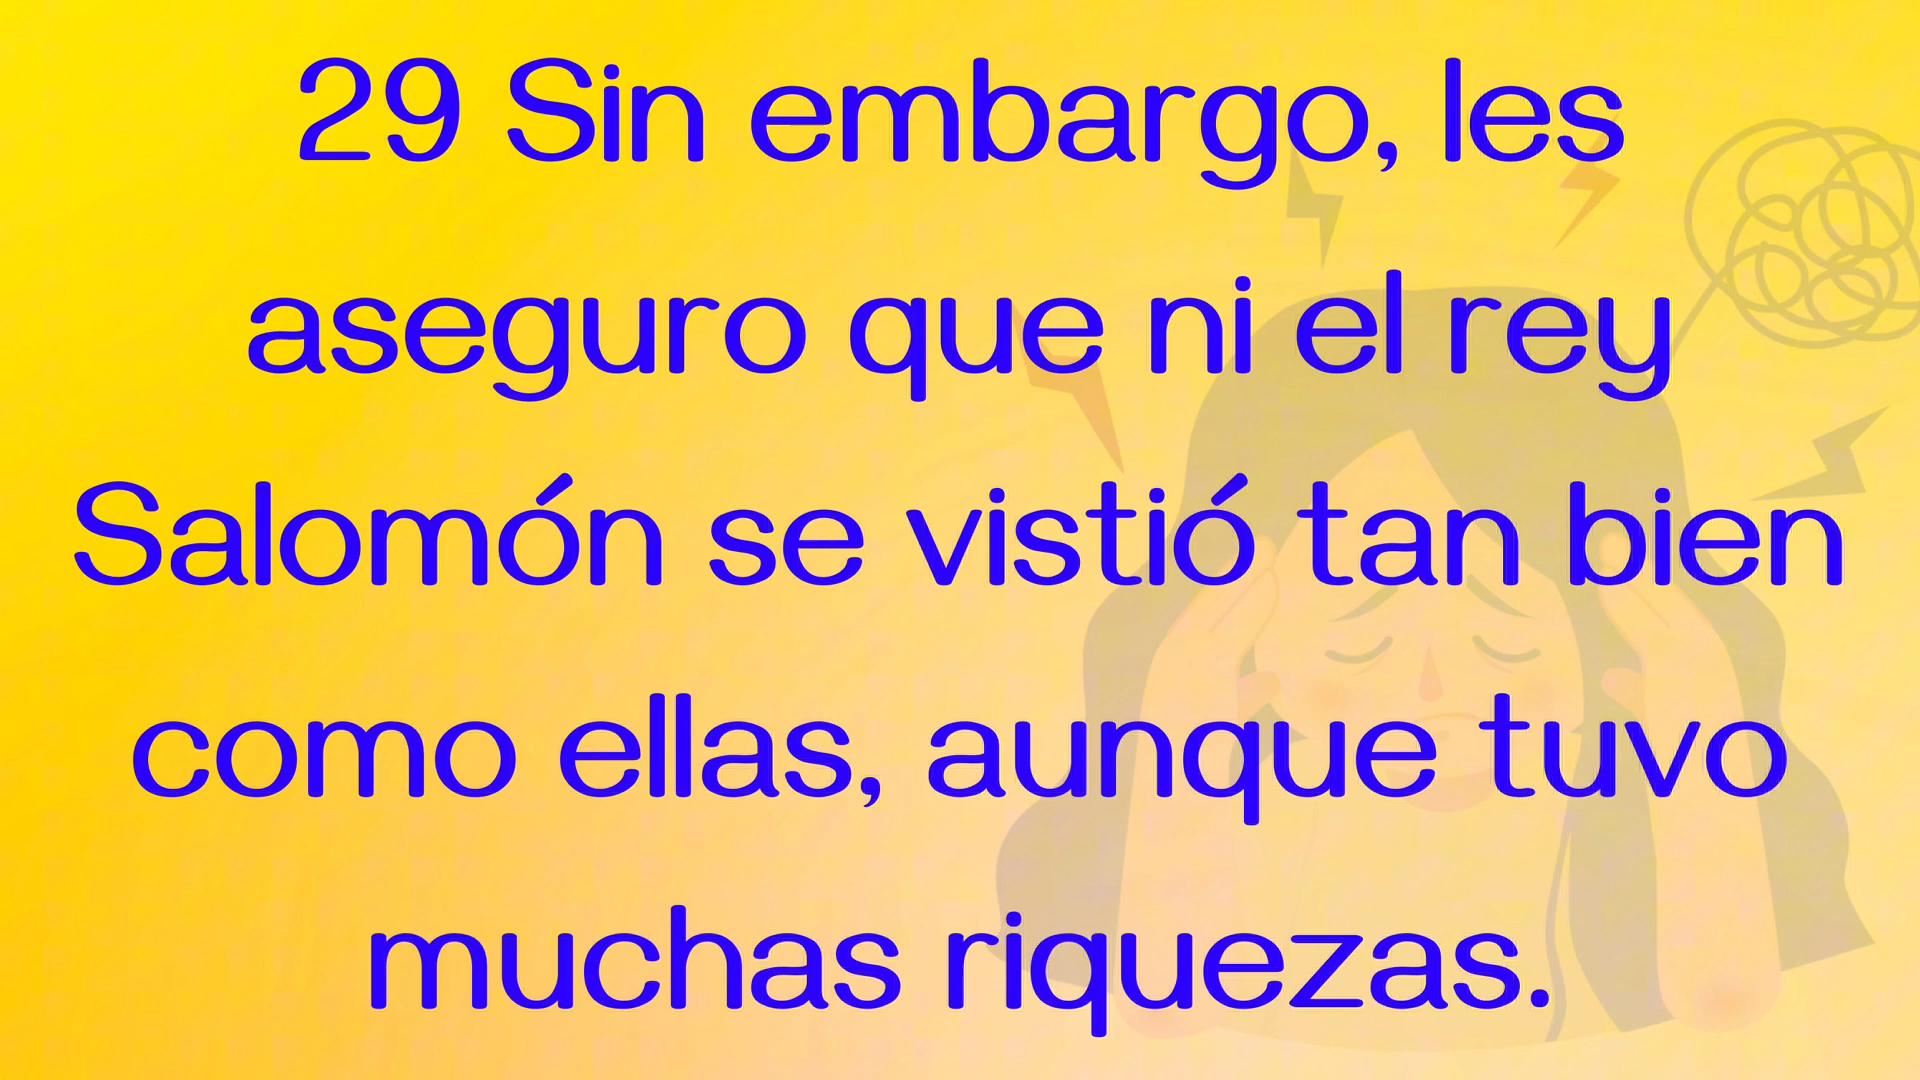 29 Sin embargo, les
aseguro que ni el rey
Salomón se vistió tan bien
como ellas, aunque tuvo
muchas riquezas.